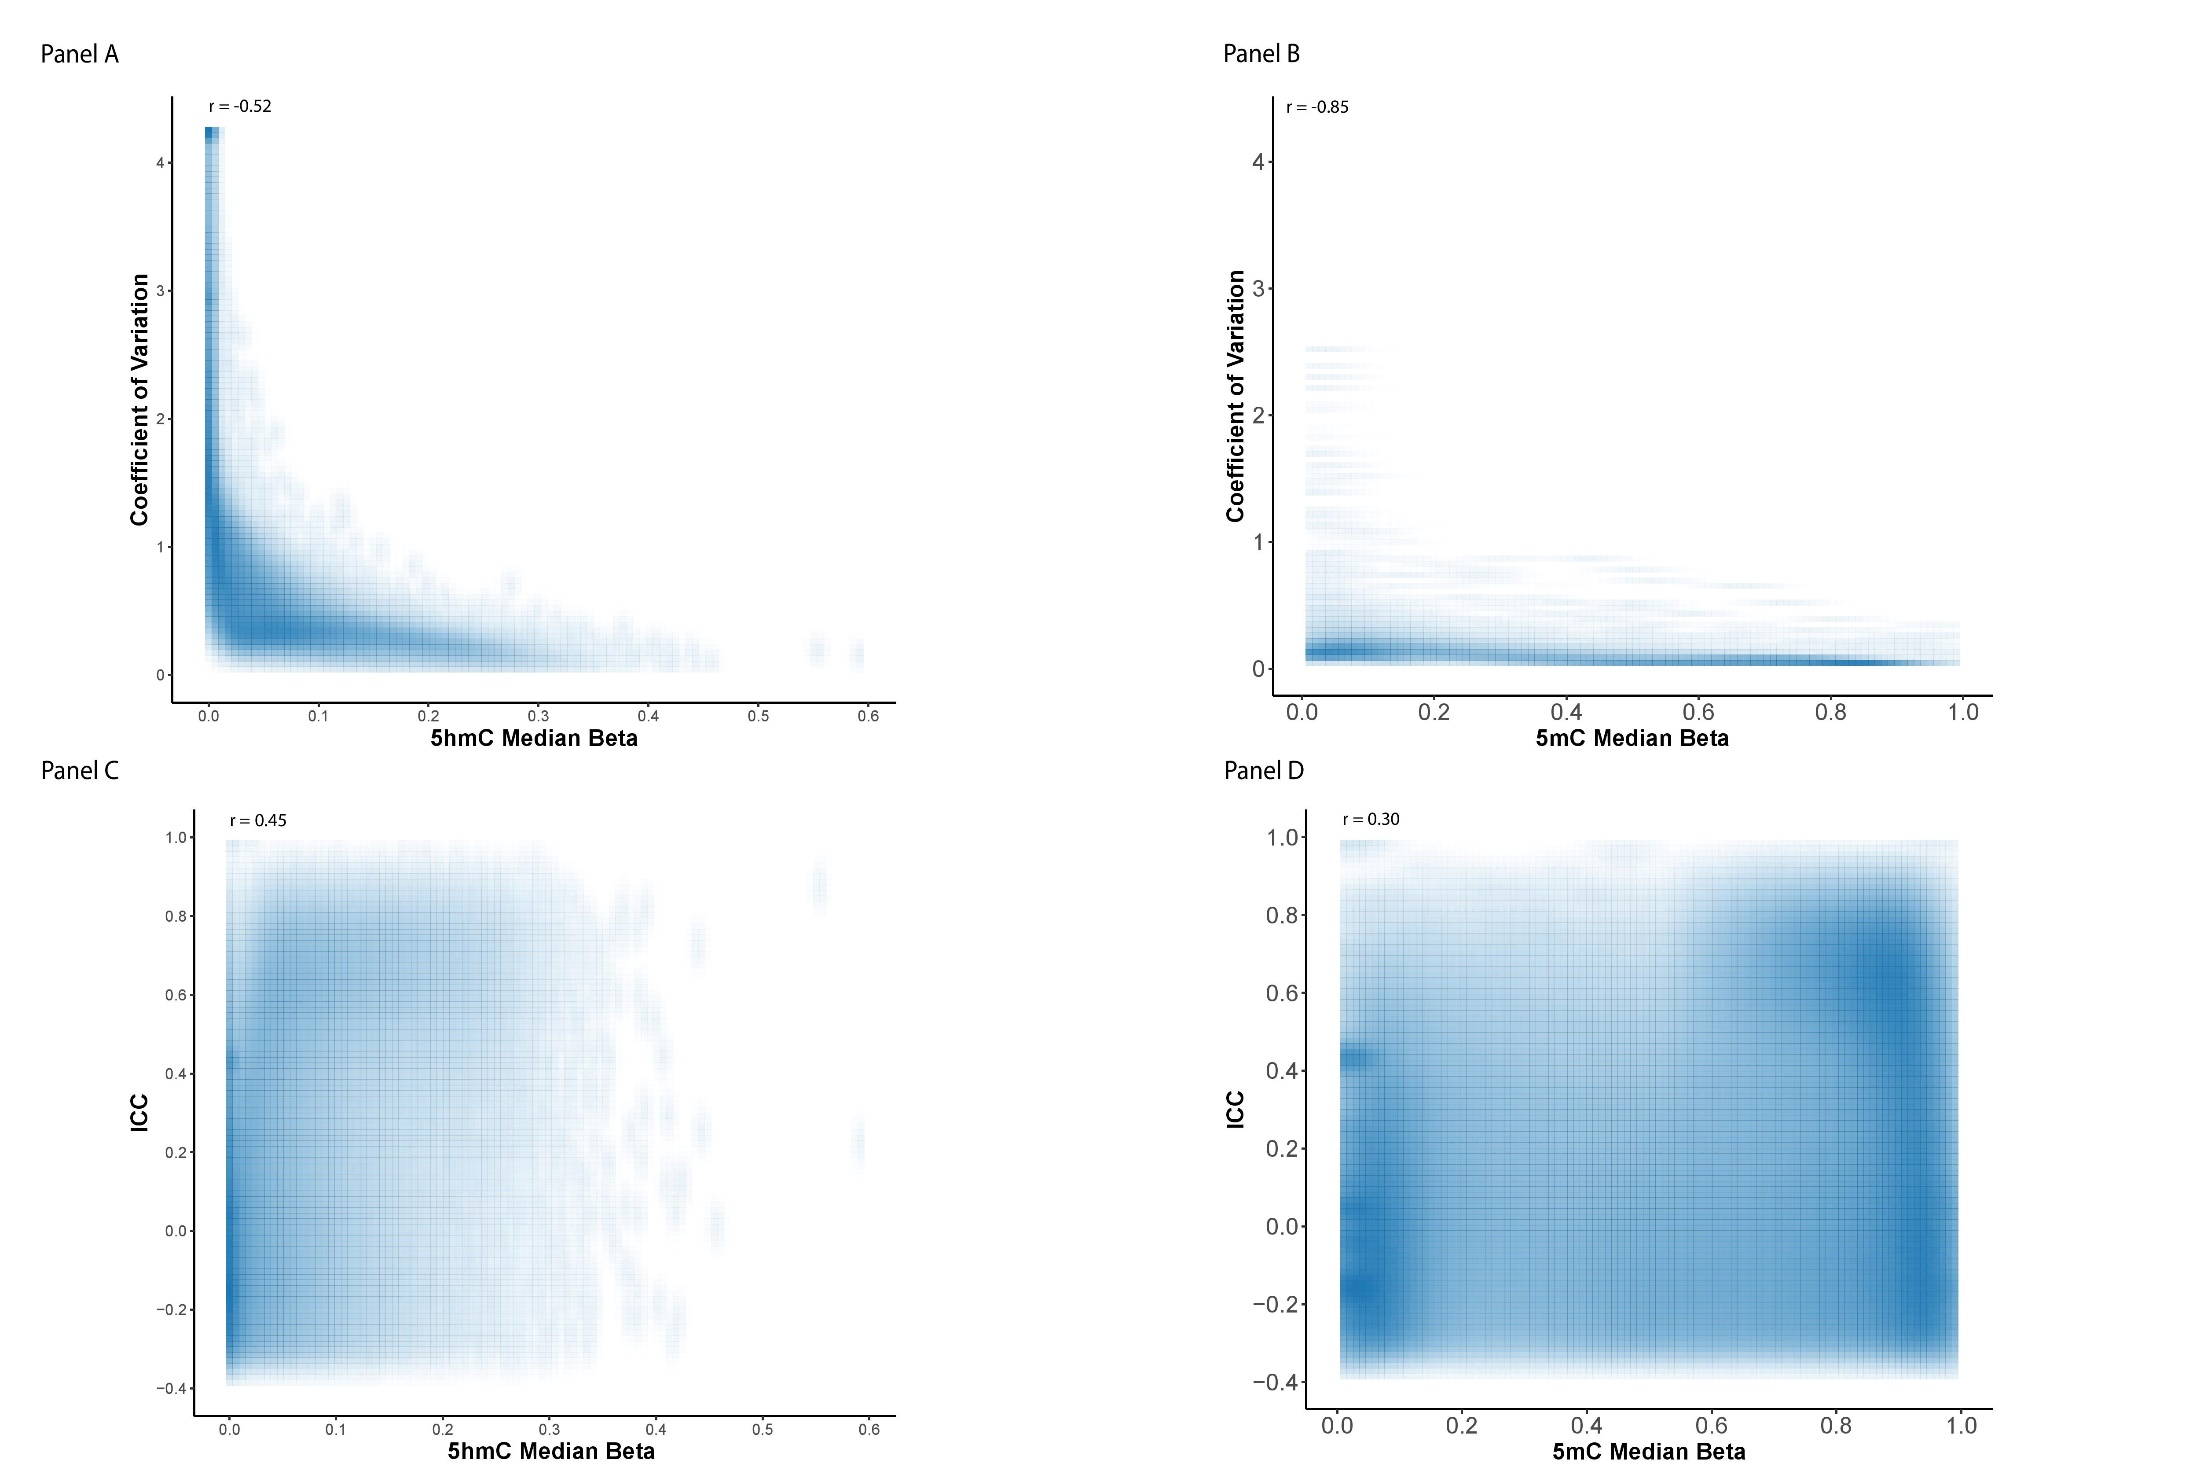 Panel A
r = -0.52
Coefficient of Variation
4
3
2
1
0
0.0 0.1 0.2 0.3 0.4 0.5 0.6
5hmC Median Beta
Panel B
r = -0.85
Coefficient of Variation
4
3
2
1
0
0.0 0.2 0.4 0.6 0.8 1.0
5mC Median Beta
Panel C
r = 0.45
ICC
1.0
0.8
0.6
0.4
0.2
0.0
−0.2
−0.4
0.0 0.1 0.2 0.3 0.4 0.5 0.6
5hmC Median Beta
Panel D
r = 0.30
ICC
1.0
0.8
0.6
0.4
0.2
0.0
−0.2
−0.4
0.0 0.2 0.4 0.6 0.8 1.0
5mC Median Beta